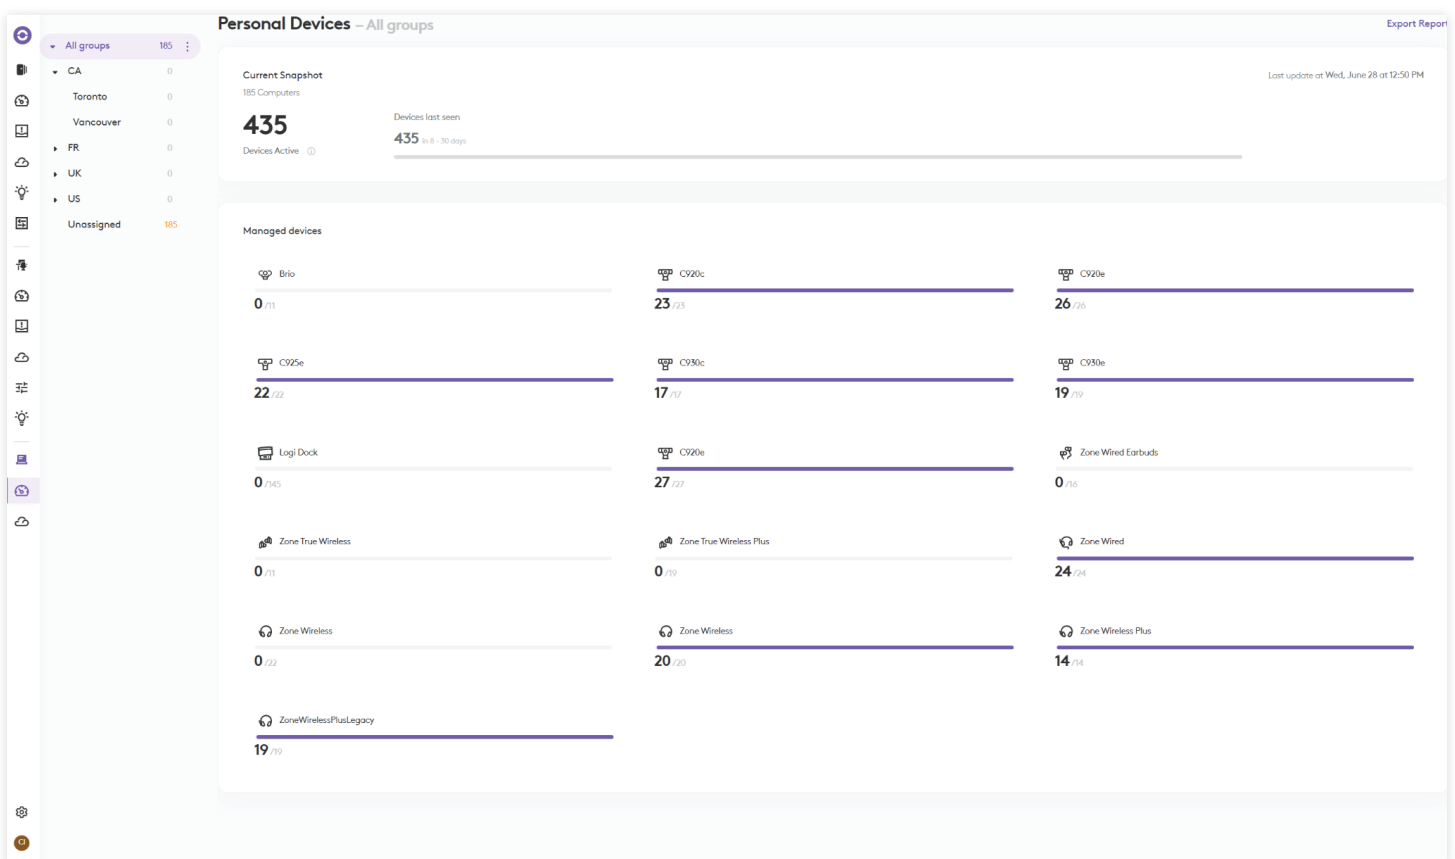 Personal Devices – All groups
Export Report
All groups 185
CA 0
Toronto 0
Vancouver 0
FR 0
UK 0
US 0
Unassigned 185
Current Snapshot
Last update at Wed, June 28 at 12:50 PM
185 Computers
435
Devices Active
Devices last seen
435 in 8 - 30 days
Managed devices
Brio
0 /11
C920c
23 /23
C920e
26 /26
C925e
22 /22
C930c
17 /17
C930e
19 /19
Logi Dock
0 /145
C920e
27 /27
Zone Wired Earbuds
0 /16
Zone True Wireless
0 /11
Zone True Wireless Plus
0 /19
Zone Wired
24 /24
Zone Wireless
0 /22
Zone Wireless
20 /20
Zone Wireless Plus
14 /14
ZoneWirelessPlusLegacy
19 /19
CI